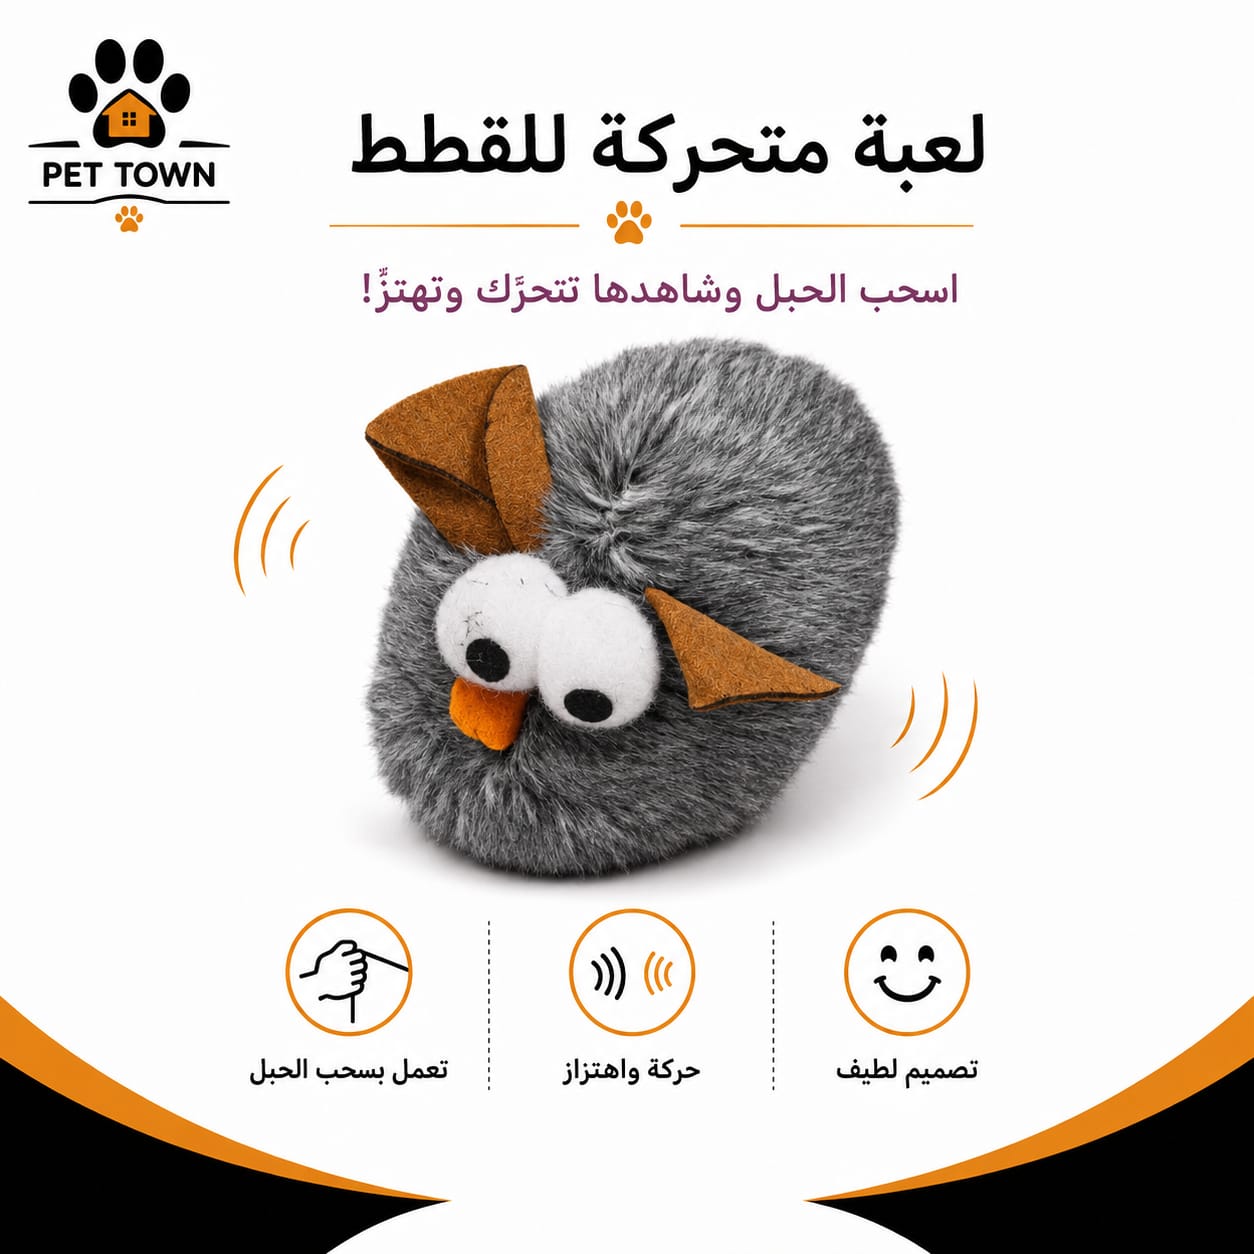 PET TOWN
لعبة متحركة للقطط
اسحب الحبل وشاهدها تتحرَّك وتهتزُّ!
تصميم لطيف
حركة واهتزاز
تعمل بسحب الحبل